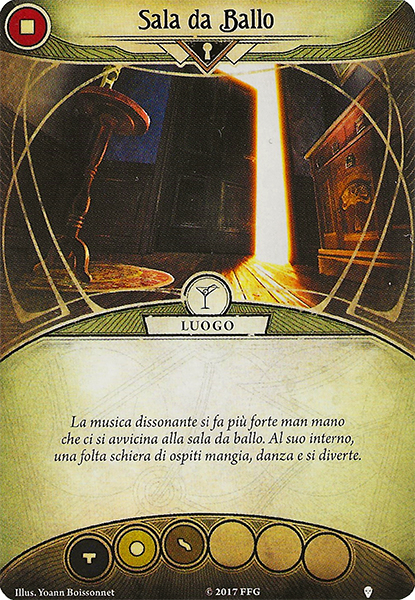 Sala da Ballo
LUOGO
La musica dissonante si fa più forte man mano
che ci si avvicina alla sala da ballo. Al suo interno,
una folta schiera di ospiti mangia, danza e si diverte.
Illus. Yoann Boissonnet
© 2017 FFG